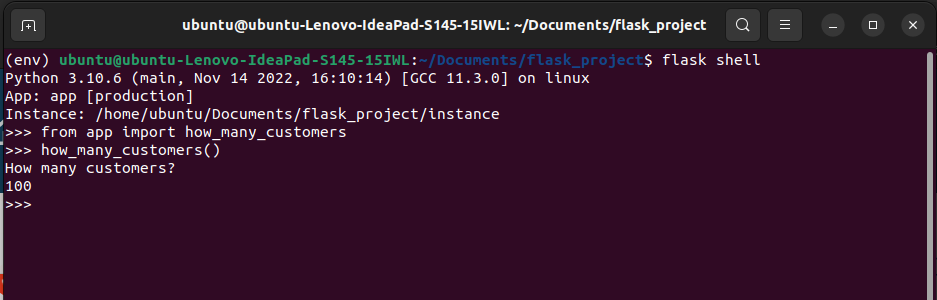 ubuntu@ubuntu-Lenovo-IdeaPad-S145-15IWL: ~/Documents/flask_project
(env) ubuntu@ubuntu-Lenovo-IdeaPad-S145-15IWL:~/Documents/flask_project$ flask shell
Python 3.10.6 (main, Nov 14 2022, 16:10:14) [GCC 11.3.0] on linux
App: app [production]
Instance: /home/ubuntu/Documents/flask_project/instance
>>> from app import how_many_customers
>>> how_many_customers()
How many customers?
100
>>>